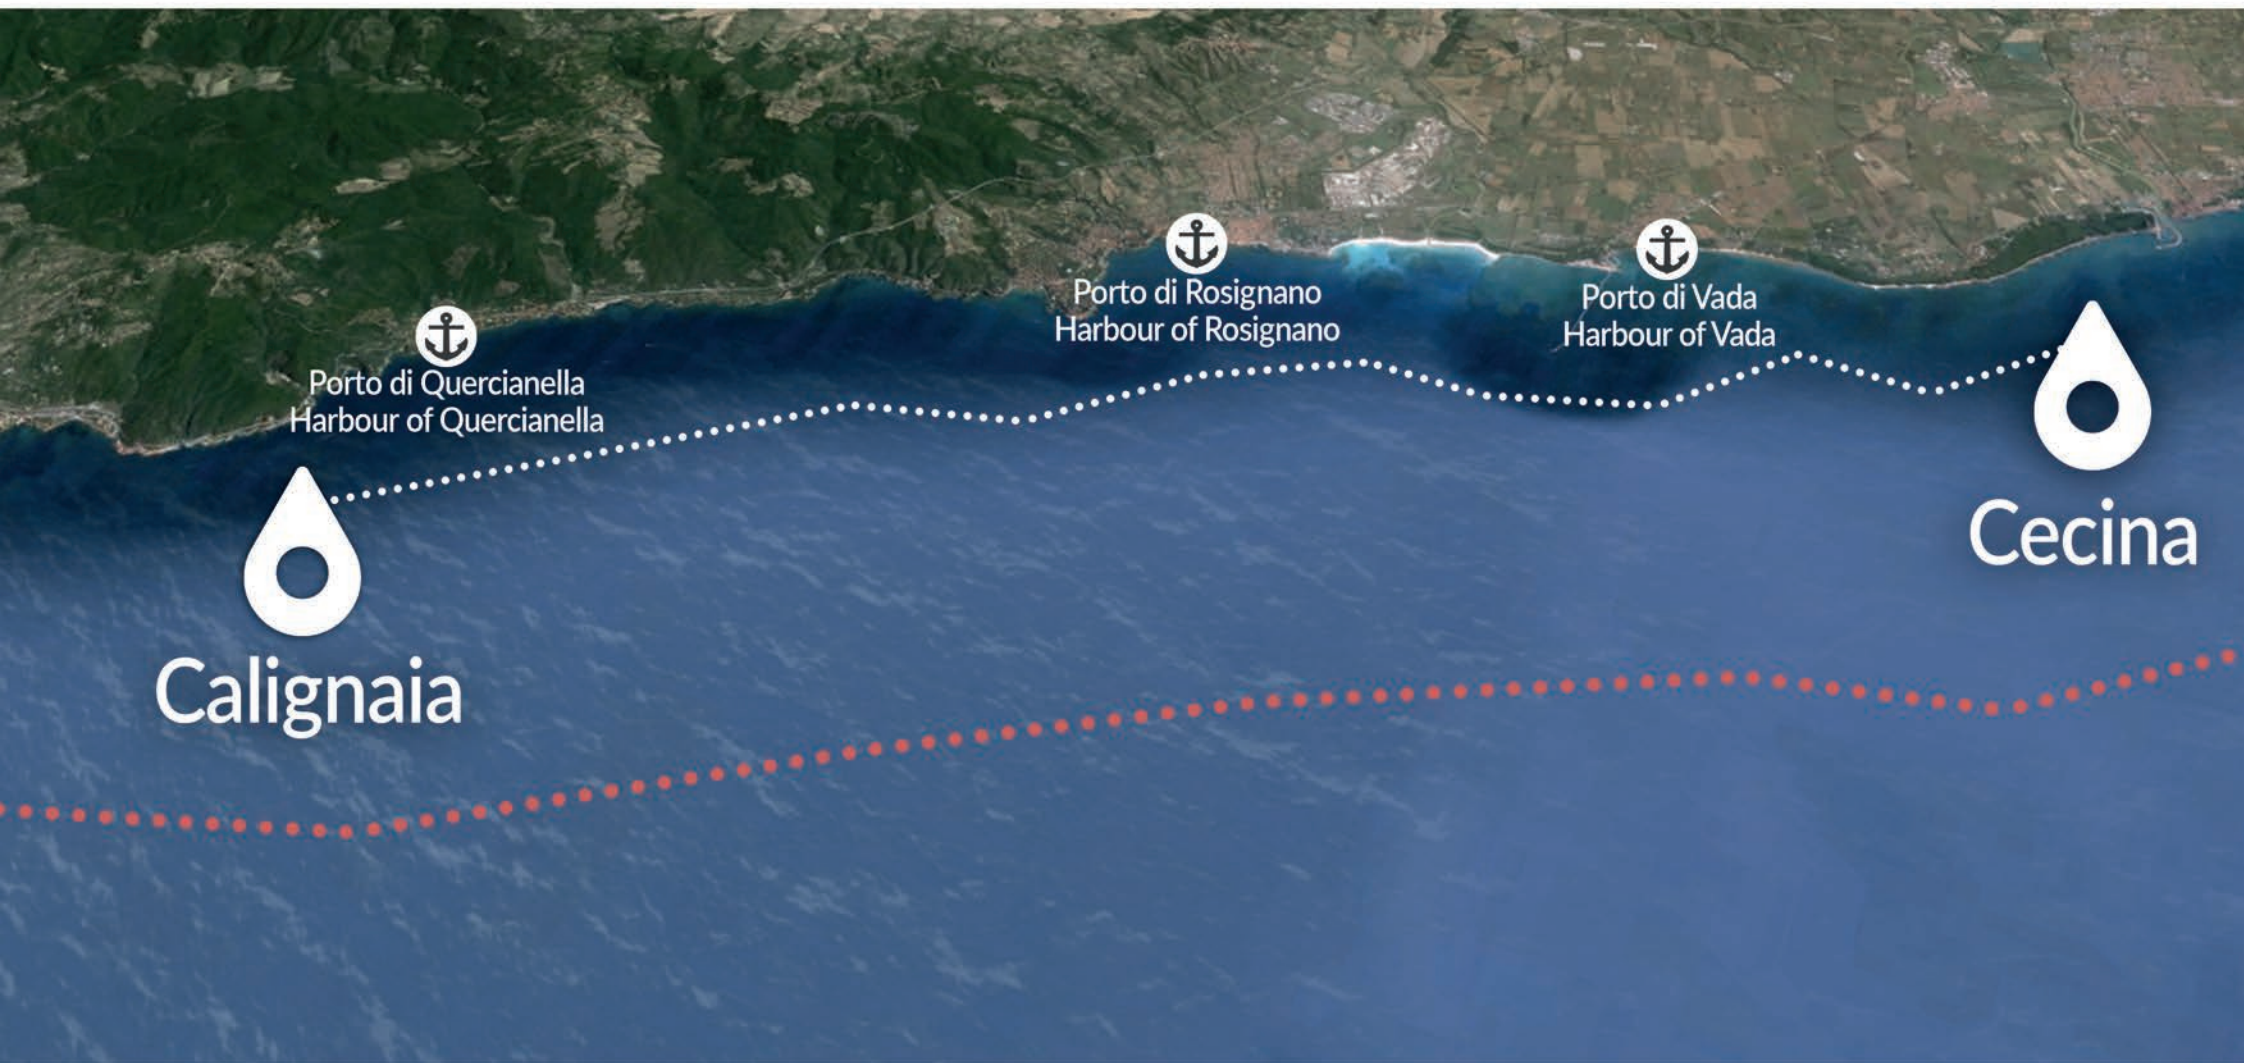 Porto di Rosignano
Harbour of Rosignano
Porto di Vada
Harbour of Vada
Porto di Quercianella
Harbour of Quercianella
Cecina
Calignaia